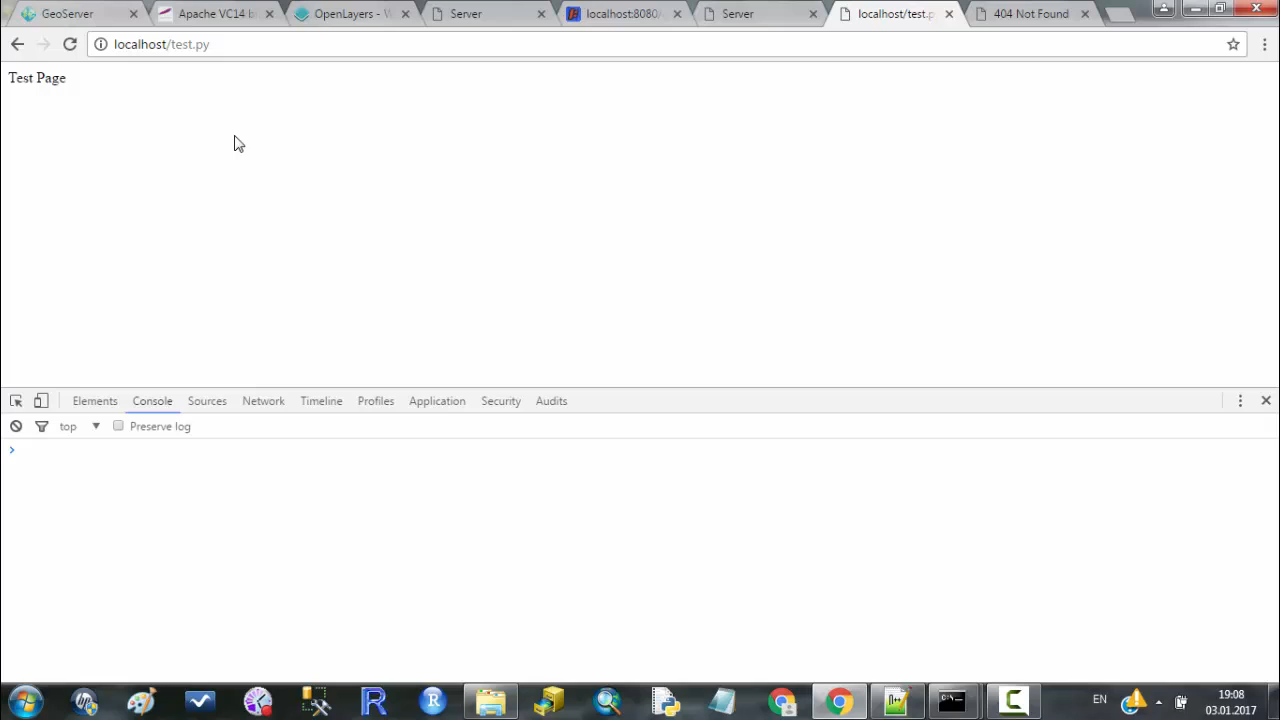 GeoServer
Apache VC14 bi
OpenLayers - W
Server
localhost:8080/
Server
localhost/test.p
404 Not Found
localhost/test.py
Test Page
Elements Console Sources Network Timeline Profiles Application Security Audits
top Preserve log
EN
19:08
03.01.2017